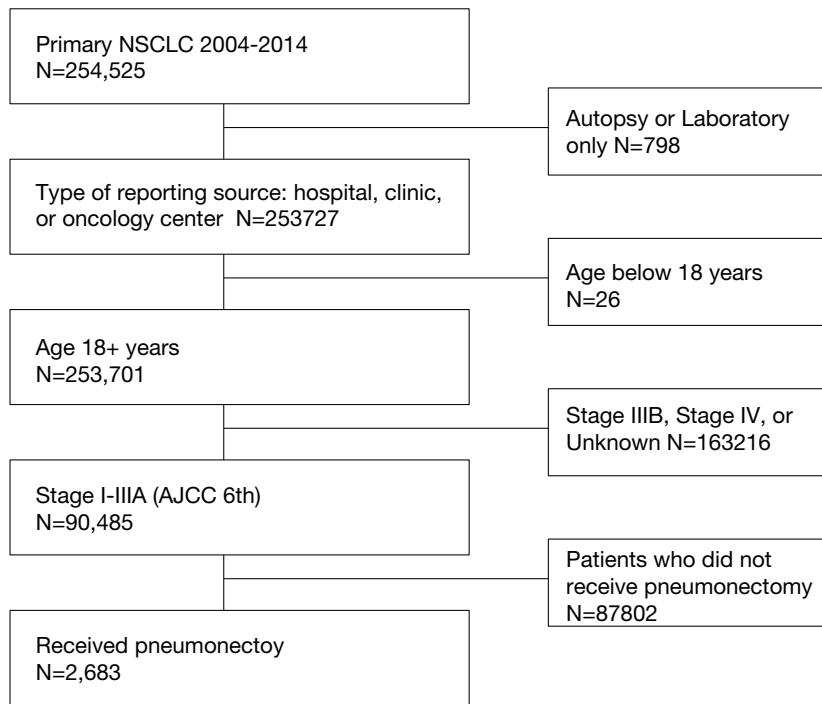 Primary NSCLC 2004-2014
N=254,525
Autopsy or Laboratory
only N=798
Type of reporting source: hospital, clinic,
or oncology center  N=253727
Age below 18 years
N=26
Age 18+ years
N=253,701
Stage IIIB, Stage IV, or
Unknown N=163216
Stage I-IIIA (AJCC 6th)
N=90,485
Patients who did not
receive pneumonectomy
N=87802
Received pneumonectoy
N=2,683